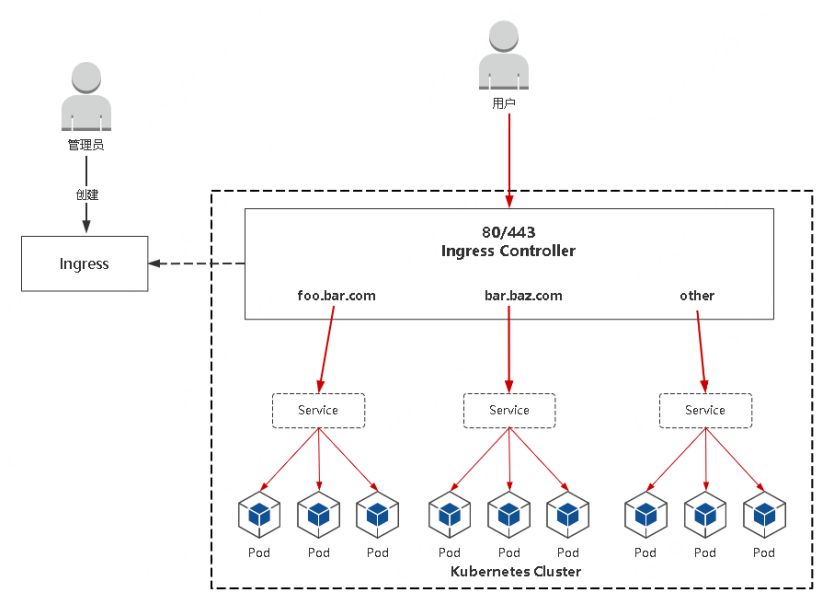 用户
管理员
创建
Ingress
80/443
Ingress Controller
foo.bar.com
bar.baz.com
other
Service
Service
Service
Pod
Pod
Pod
Pod
Pod
Pod
Pod
Pod
Pod
Kubernetes Cluster